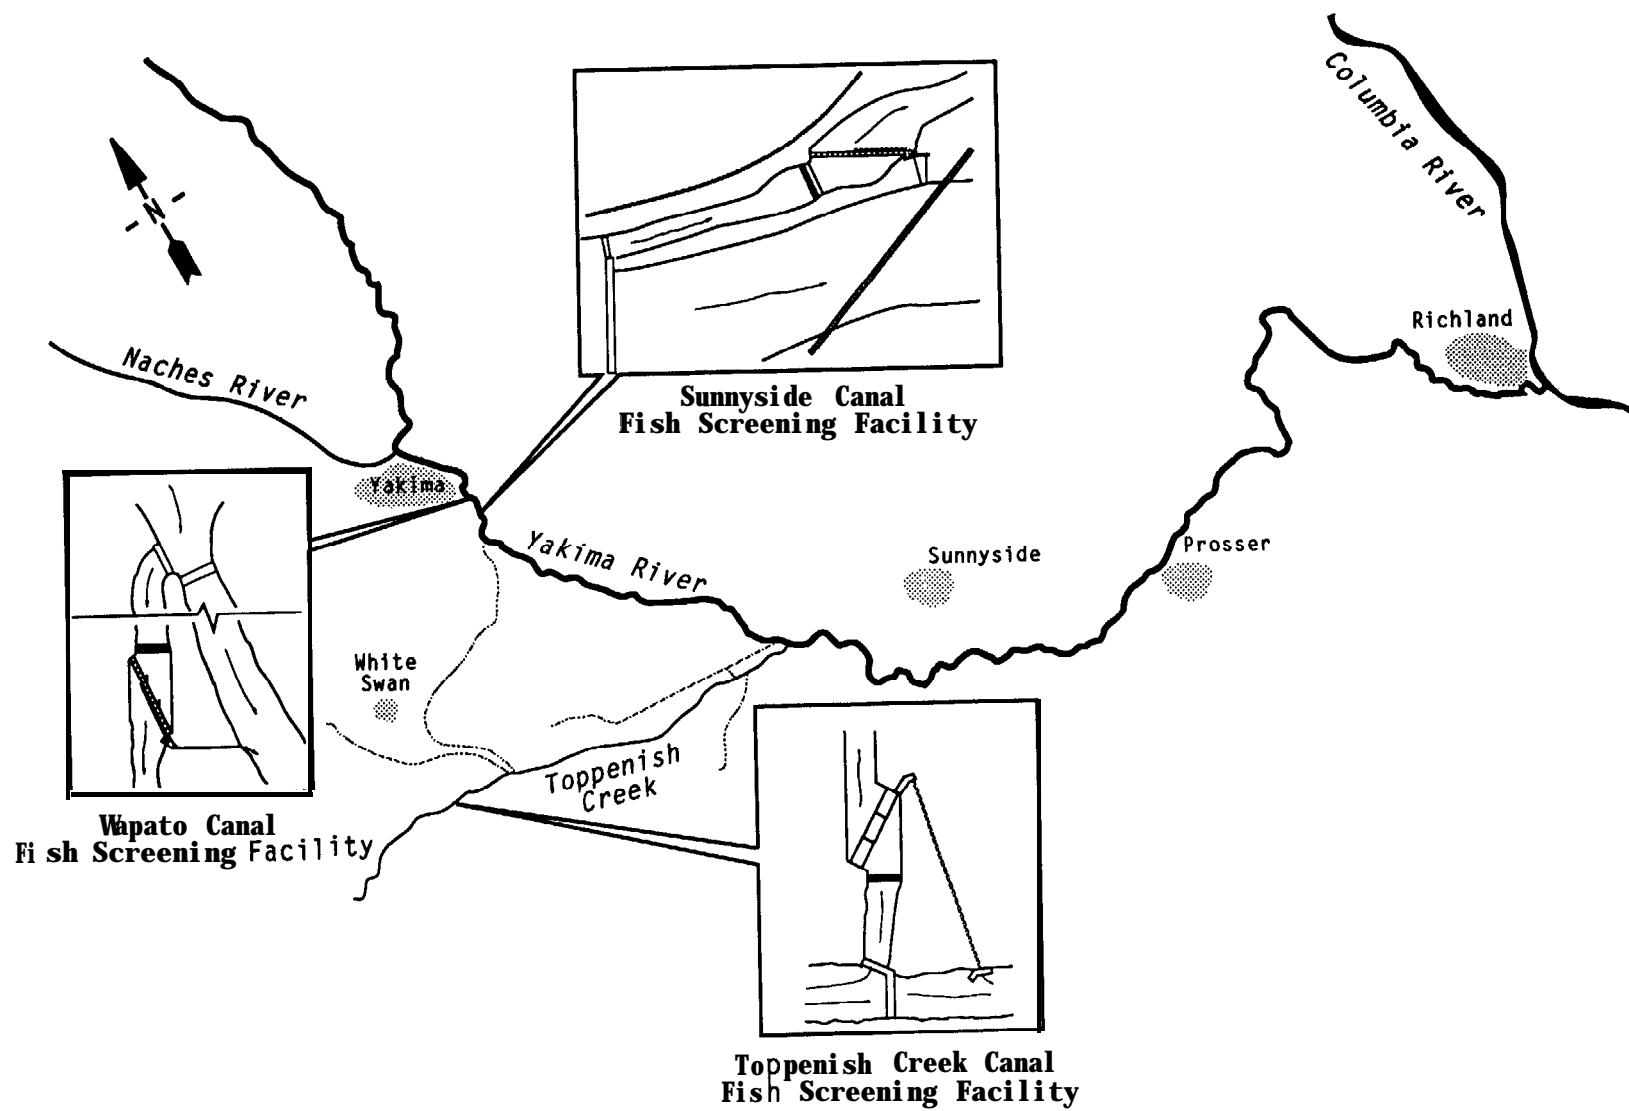 Columbia River
N
Richland
Naches River
Sunnyside Canal
Fish Screening Facility
Yakima
Yakima River
Sunnyside
Prosser
White
Swan
Toppenish
Creek
Wapato Canal
Fish Screening Facility
Toppenish Creek Canal
Fish Screening Facility